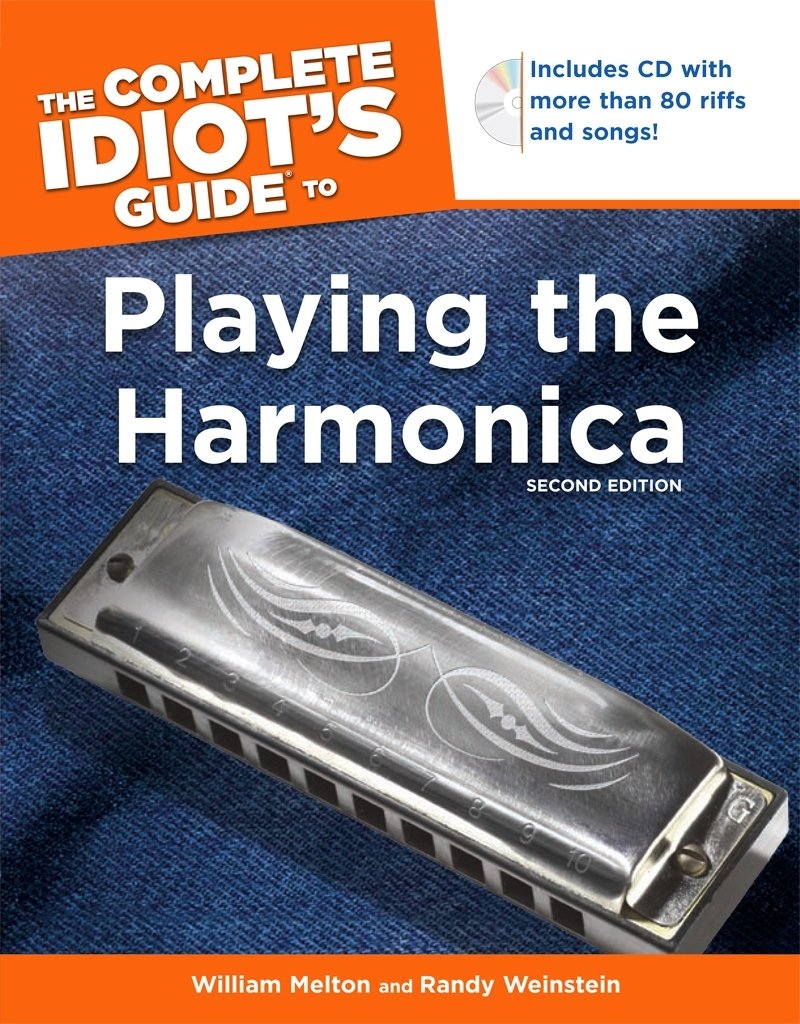 THE COMPLETE
IDIOT'S
GUIDE® TO
Includes CD with
more than 80 riffs
and songs!
Playing the
Harmonica
SECOND EDITION
1 2 3 4 5 6 7 8 9 10
G
William Melton and Randy Weinstein